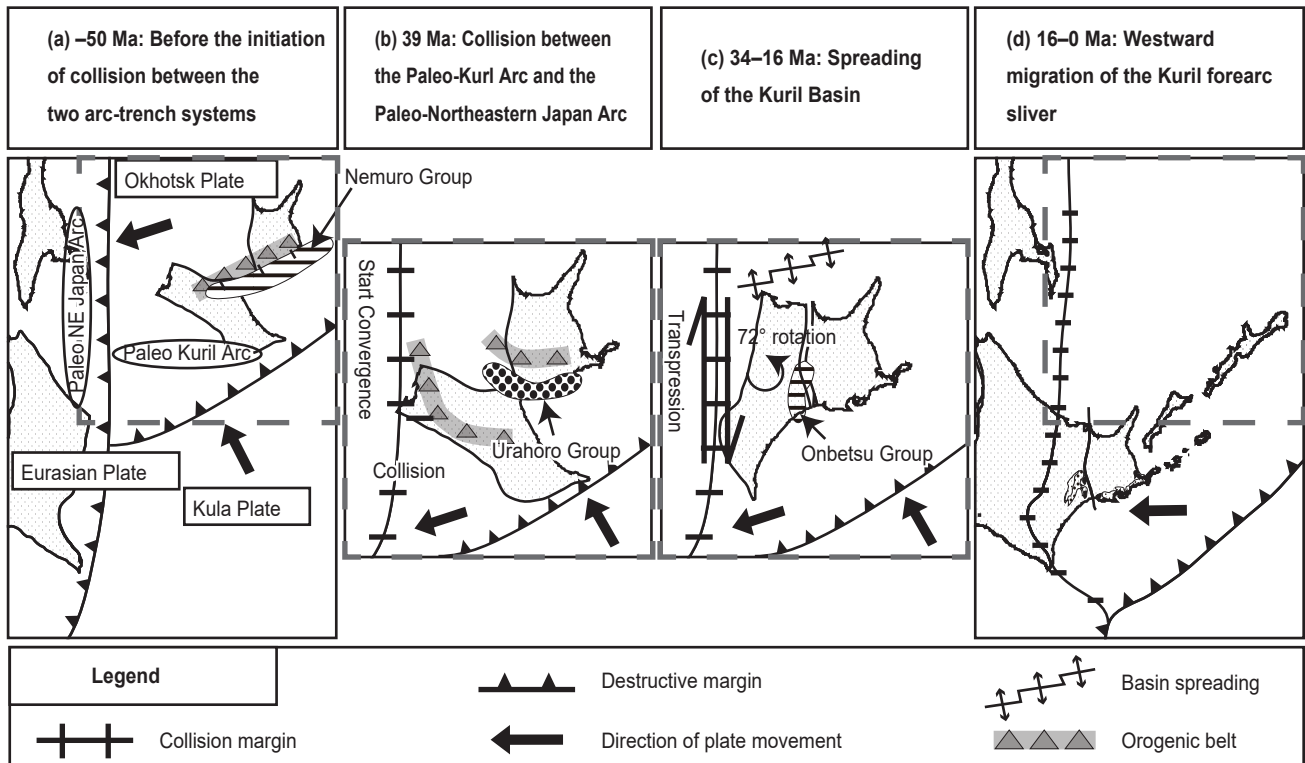 (a) –50 Ma: Before the initiation
of collision between the
two arc-trench systems
(b) 39 Ma: Collision between
the Paleo-Kurl Arc and the
Paleo-Northeastern Japan Arc
(c) 34–16 Ma: Spreading
of the Kuril Basin
(d) 16–0 Ma: Westward
migration of the Kuril forearc
sliver
Okhotsk Plate
Nemuro Group
Paleo NE Japan Arc
Paleo Kuril Arc
Eurasian Plate
Kula Plate
Start Convergence
Urahoro Group
Collision
Transpression
72° rotation
Onbetsu Group
Legend
Collision margin
Destructive margin
Direction of plate movement
Basin spreading
Orogenic belt